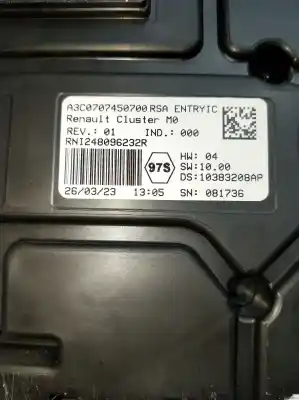 A3C0707450700 RSA ENTRYIC
Renault Cluster M0
REV.: 01 IND.: 000
RNI248096232R
97S
HW: 04
SW: 10.00
DS: 10383208AP
26/03/23 13:05 SN: 081736